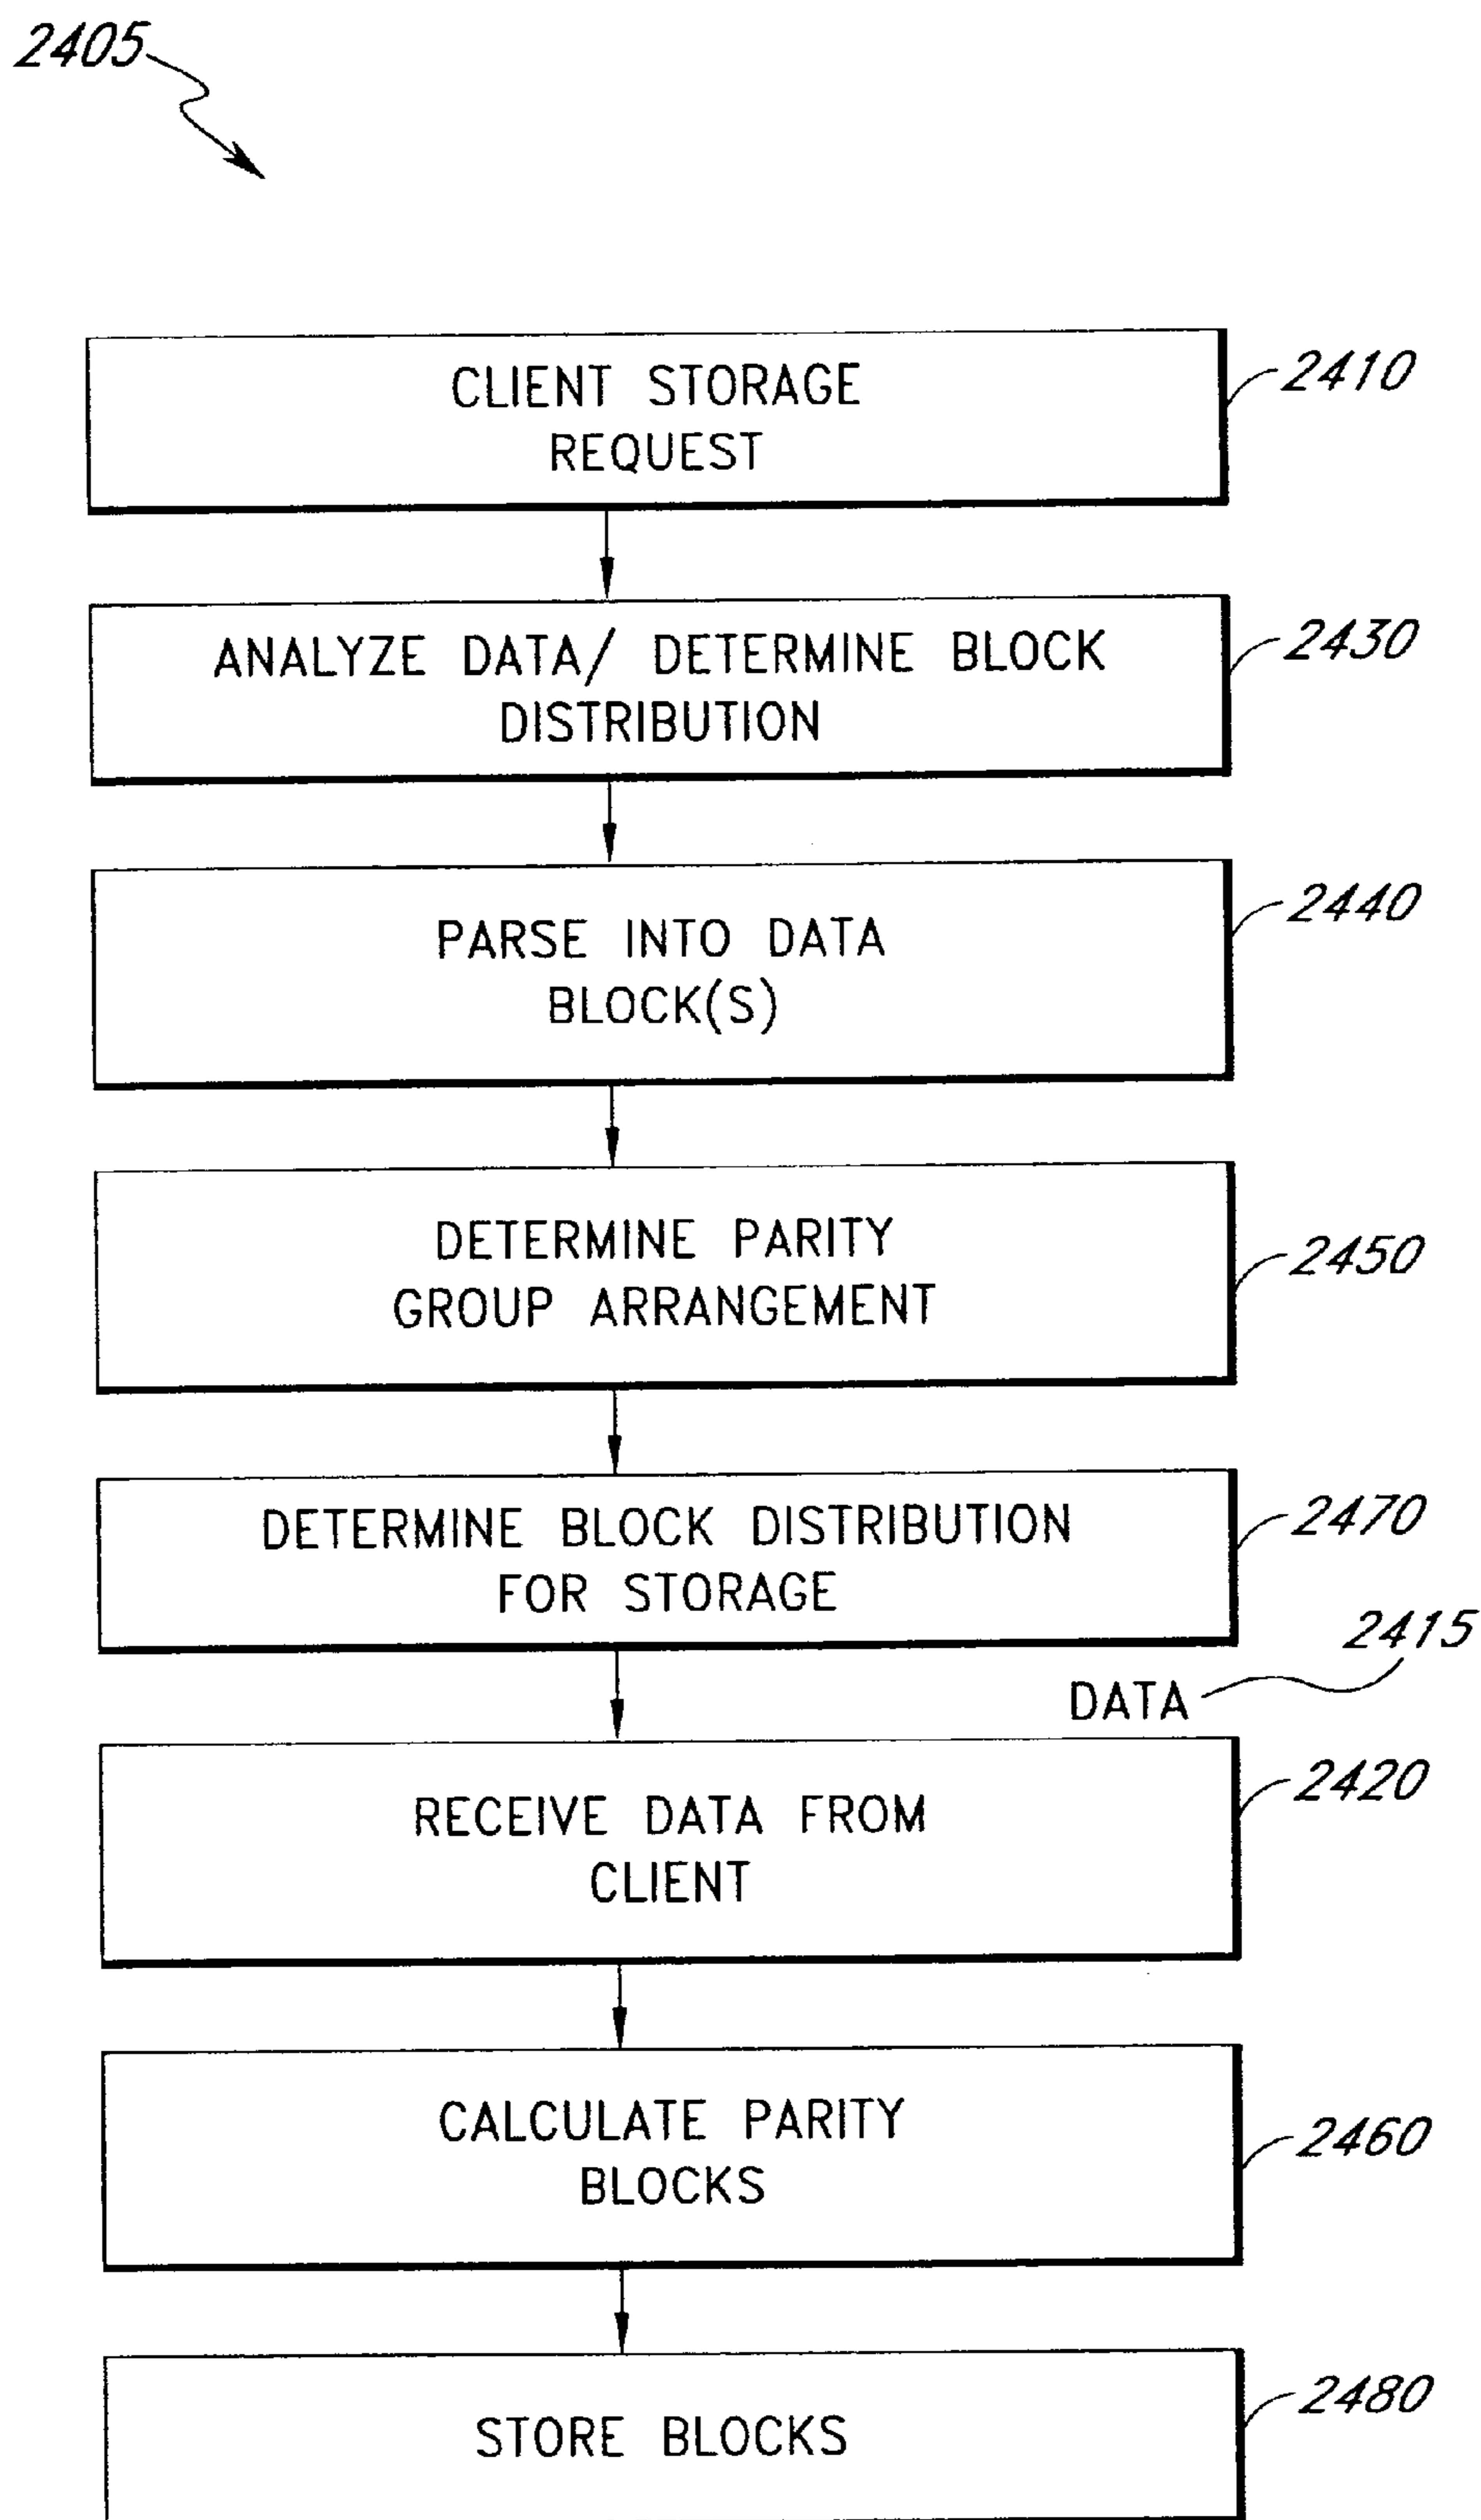 2405
CLIENT STORAGE
REQUEST
2410
ANALYZE DATA/ DETERMINE BLOCK
DISTRIBUTION
2430
PARSE INTO DATA
BLOCK(S)
2440
DETERMINE PARITY
GROUP ARRANGEMENT
2450
DETERMINE BLOCK DISTRIBUTION
FOR STORAGE
2470
2415
DATA
RECEIVE DATA FROM
CLIENT
2420
CALCULATE PARITY
BLOCKS
2460
STORE BLOCKS
2480